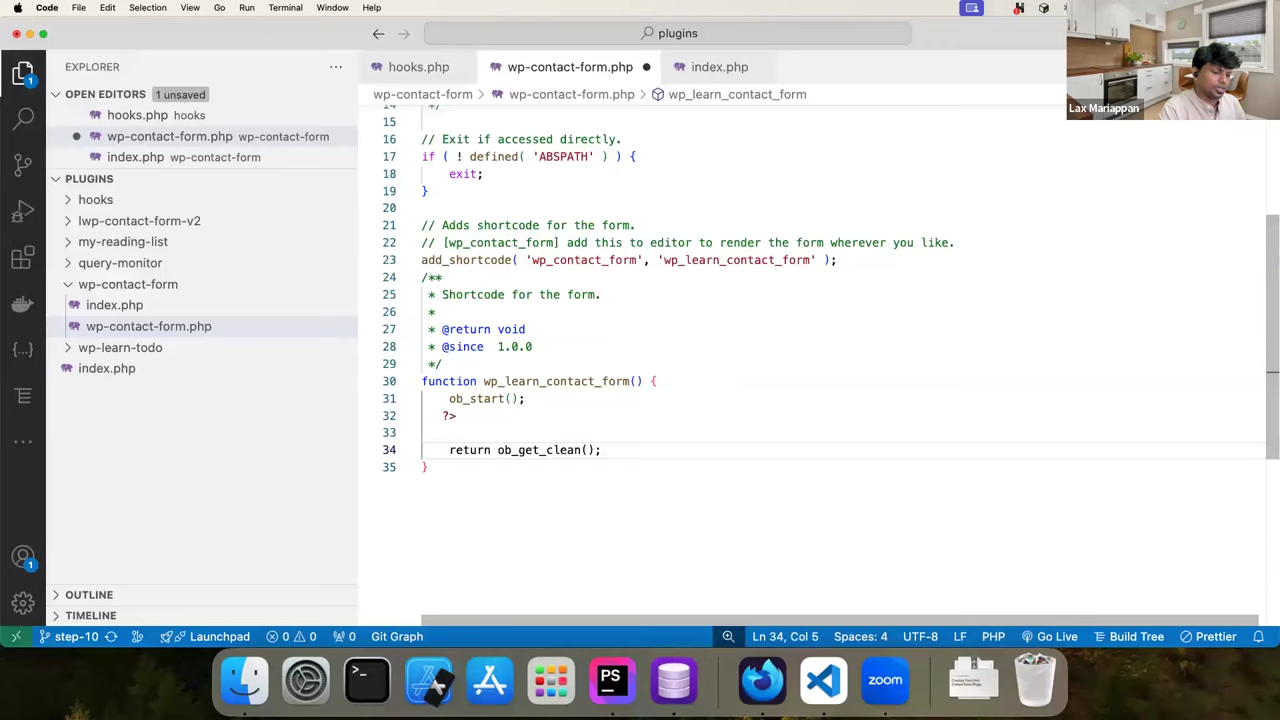 Code File Edit Selection View Go Run Terminal Window Help
plugins
EXPLORER
OPEN EDITORS 1 unsaved
hooks.php hooks
wp-contact-form.php wp-contact-form
index.php wp-contact-form
PLUGINS
hooks
lwp-contact-form-v2
my-reading-list
query-monitor
wp-contact-form
index.php
wp-contact-form.php
wp-learn-todo
index.php
OUTLINE
TIMELINE
hooks.php wp-contact-form.php index.php
wp-contact-form > wp-contact-form.php > wp_learn_contact_form
14 */
15
16 // Exit if accessed directly.
17 if ( ! defined( 'ABSPATH' ) ) {
18 exit;
19 }
20
21 // Adds shortcode for the form.
22 // [wp_contact_form] add this to editor to render the form wherever you like.
23 add_shortcode( 'wp_contact_form', 'wp_learn_contact_form' );
24 /**
25 * Shortcode for the form.
26 *
27 * @return void
28 * @since 1.0.0
29 */
30 function wp_learn_contact_form() {
31 ob_start();
32 ?>
33
34 return ob_get_clean();
35 }
Lax Mariappan
1
1
step-10 Launchpad 0 0 0 Git Graph Ln 34, Col 5 Spaces: 4 UTF-8 LF PHP Go Live Build Tree Prettier
PS
zoom